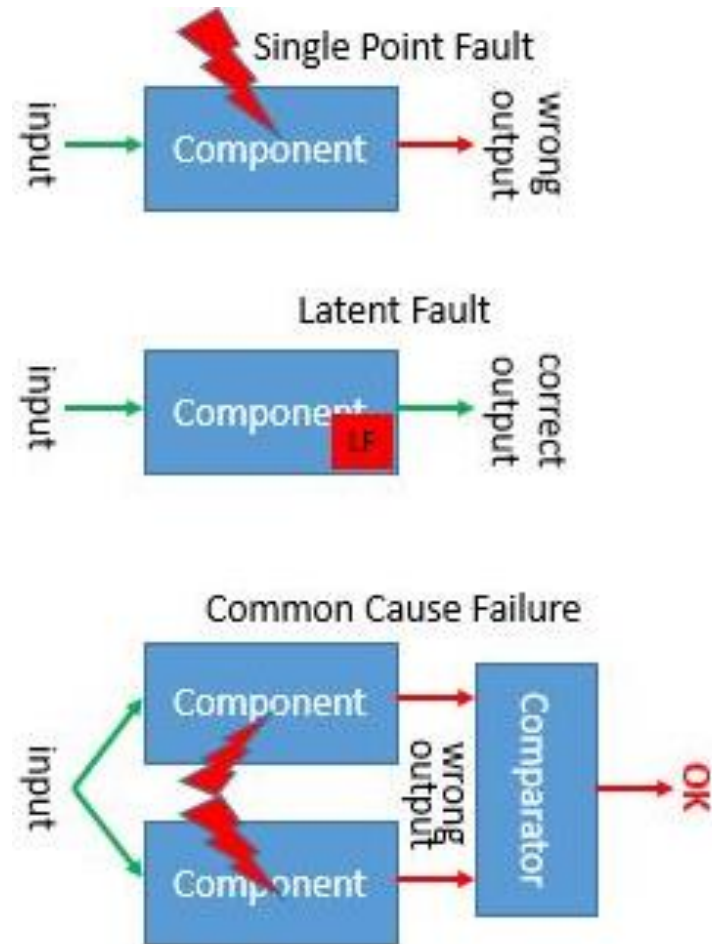 Single Point Fault
input
Component
wrong
output
Latent Fault
input
Component
LF
correct
output
Common Cause Failure
input
Component
Component
wrong
output
Comparator
OK